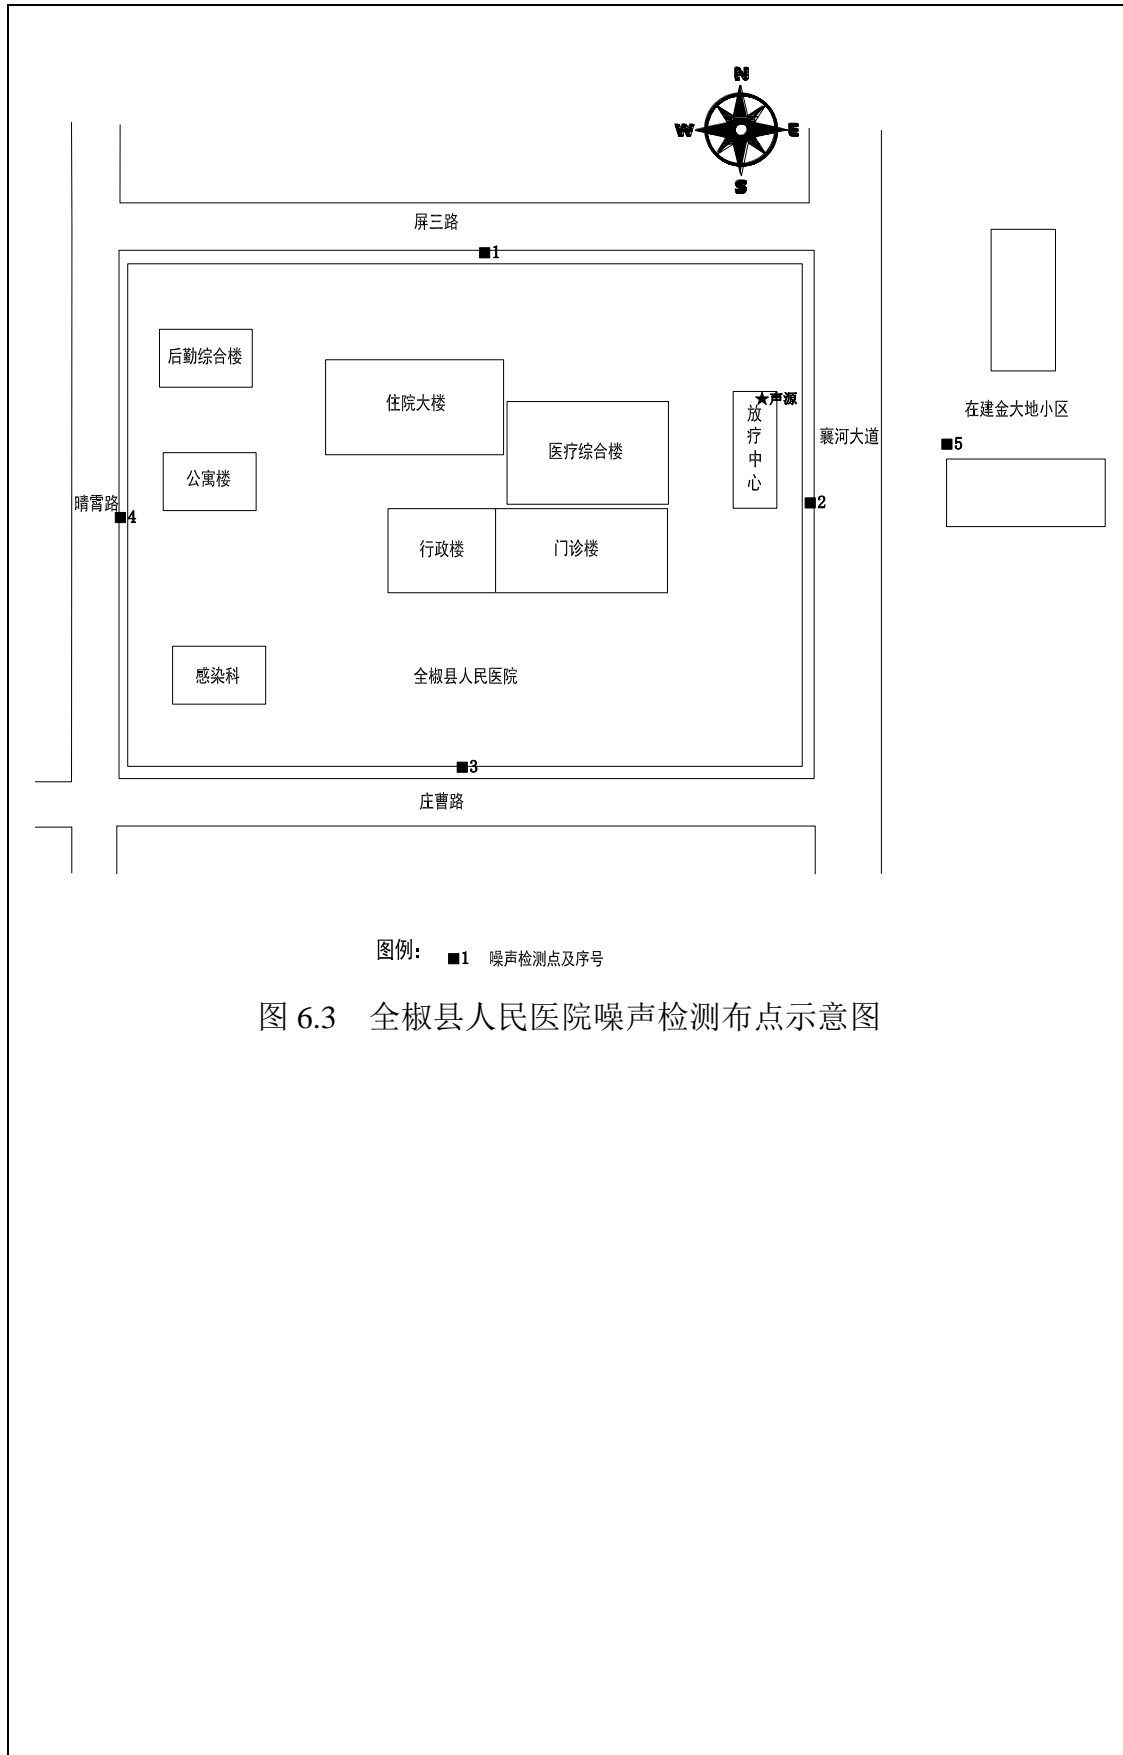 N
W E
S
屏三路
■1
后勤综合楼
住院大楼
★声源
放疗中心
在建金大地小区
医疗综合楼
襄河大道
■5
公寓楼
晴霄路
■4
■2
行政楼
门诊楼
感染科
全椒县人民医院
■3
庄曹路
图例： ■1 噪声检测点及序号
图 6.3 全椒县人民医院噪声检测布点示意图